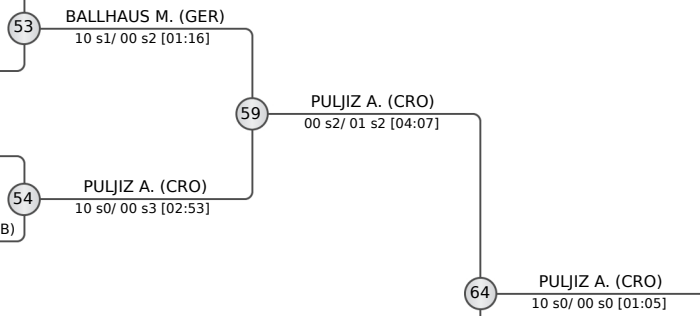 53
BALLHAUS M. (GER)
10 s1/ 00 s2 [01:16]
59
PULJIZ A. (CRO)
00 s2/ 01 s2 [04:07]
54
PULJIZ A. (CRO)
10 s0/ 00 s3 [02:53]
B)
64
PULJIZ A. (CRO)
10 s0/ 00 s0 [01:05]